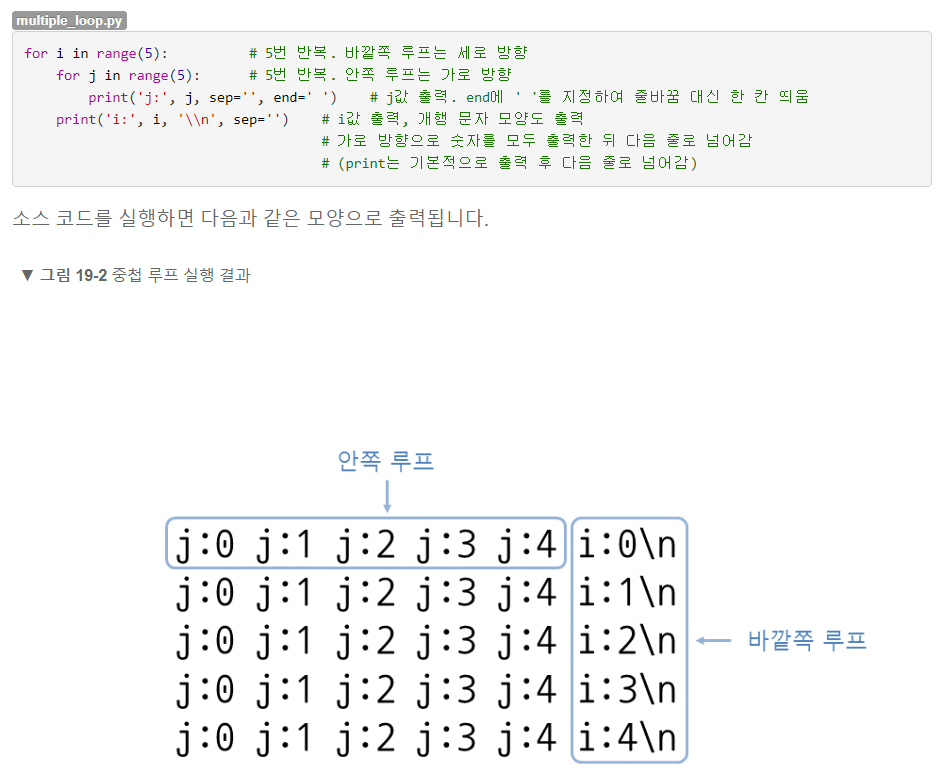 multiple_loop.py
for i in range(5):          # 5번 반복. 바깥쪽 루프는 세로 방향
    for j in range(5):      # 5번 반복. 안쪽 루프는 가로 방향
        print('j:', j, sep='', end=' ')    # j값 출력. end에 ' '를 지정하여 줄바꿈 대신 한 칸 띄움
    print('i:', i, '\\n', sep='')    # i값 출력, 개행 문자 모양도 출력
                                     # 가로 방향으로 숫자를 모두 출력한 뒤 다음 줄로 넘어감
                                     # (print는 기본적으로 출력 후 다음 줄로 넘어감)
소스 코드를 실행하면 다음과 같은 모양으로 출력됩니다.
▼ 그림 19-2 중첩 루프 실행 결과
안쪽 루프
j:0 j:1 j:2 j:3 j:4 i:0\n
j:0 j:1 j:2 j:3 j:4 i:1\n
j:0 j:1 j:2 j:3 j:4 i:2\n
바깥쪽 루프
j:0 j:1 j:2 j:3 j:4 i:3\n
j:0 j:1 j:2 j:3 j:4 i:4\n